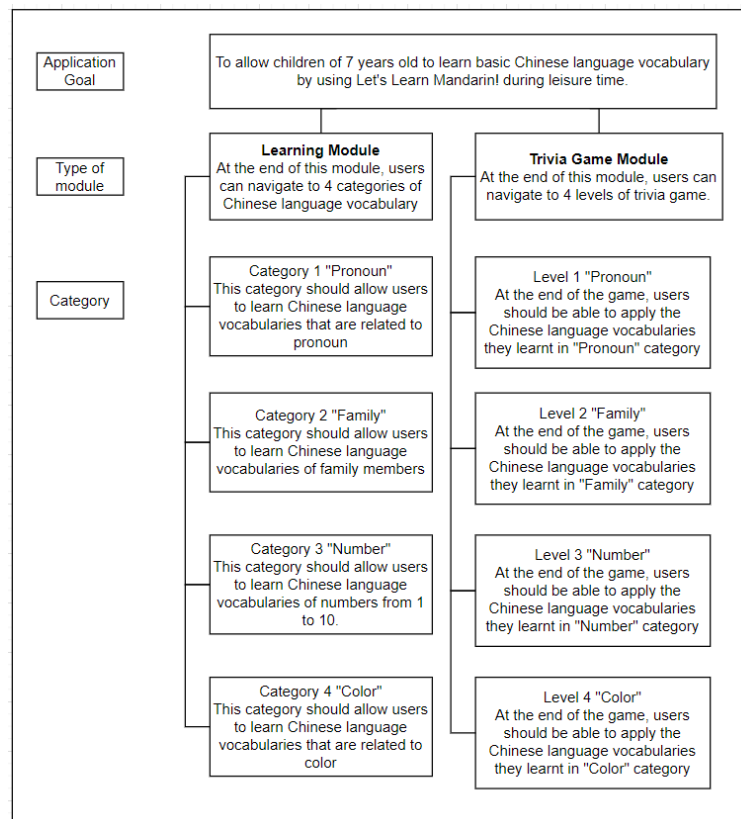 Application
Goal
To allow children of 7 years old to learn basic Chinese language vocabulary
by using Let's Learn Mandarin! during leisure time.
Type of
module
Learning Module
At the end of this module, users
can navigate to 4 categories of
Chinese language vocabulary
Trivia Game Module
At the end of this module, users can
navigate to 4 levels of trivia game.
Category
Category 1 "Pronoun"
This category should allow users
to learn Chinese language
vocabularies that are related to
pronoun
Level 1 "Pronoun"
At the end of the game, users
should be able to apply the
Chinese language vocabularies
they learnt in "Pronoun" category
Category 2 "Family"
This category should allow users
to learn Chinese language
vocabularies of family members
Level 2 "Family"
At the end of the game, users
should be able to apply the
Chinese language vocabularies
they learnt in "Family" category
Category 3 "Number"
This category should allow users
to learn Chinese language
vocabularies of numbers from 1
to 10.
Level 3 "Number"
At the end of the game, users
should be able to apply the
Chinese language vocabularies
they learnt in "Number" category
Category 4 "Color"
This category should allow users
to learn Chinese language
vocabularies that are related to
color
Level 4 "Color"
At the end of the game, users
should be able to apply the
Chinese language vocabularies
they learnt in "Color" category